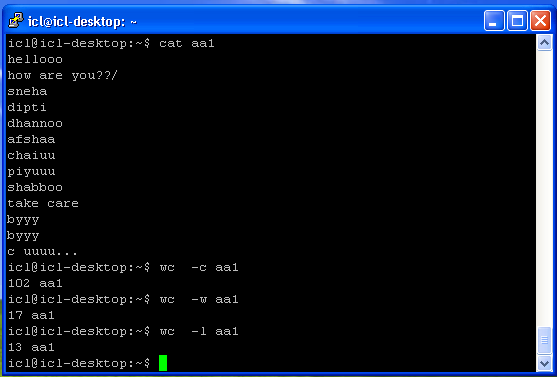 icl@icl-desktop: ~
icl@icl-desktop:~$ cat aa1
hellooo
how are you??/
sneha
dipti
dhannoo
afshaa
chaiuu
piyuuu
shabboo
take care
byyy
byyy
c uuuu...
icl@icl-desktop:~$ wc  -c aa1
102 aa1
icl@icl-desktop:~$ wc  -w aa1
17 aa1
icl@icl-desktop:~$ wc  -l aa1
13 aa1
icl@icl-desktop:~$